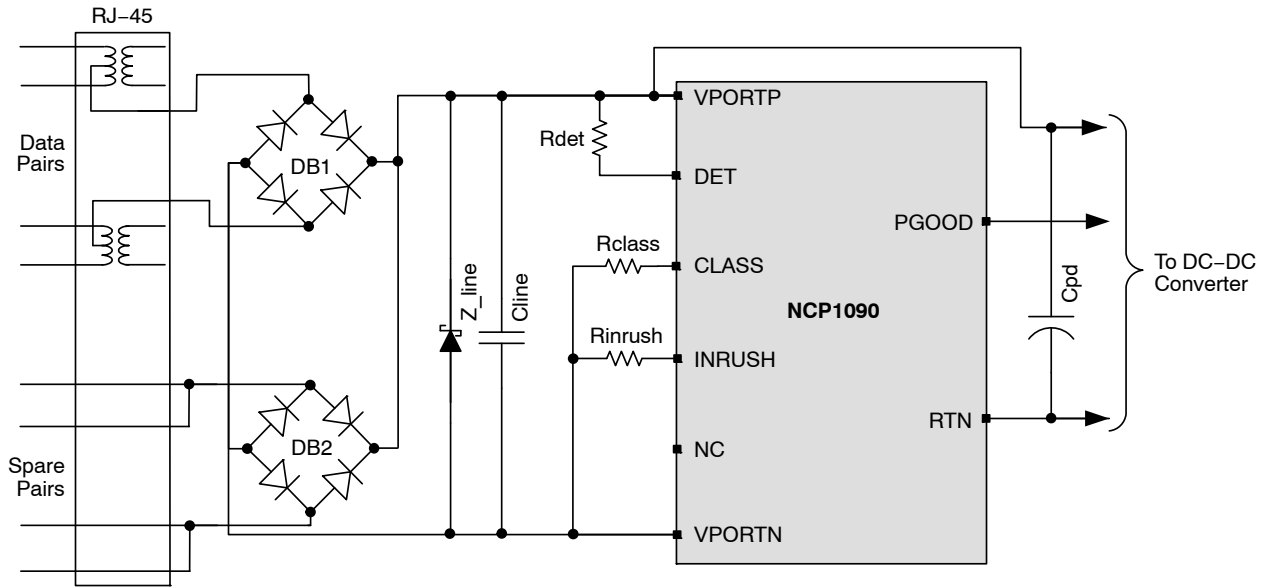 RJ−45
Data
Pairs
DB1
Rdet
VPORTP
DET
PGOOD
Rclass
CLASS
Z_line
Cline
NCP1090
Cpd
To DC−DC
Converter
Rinrush
INRUSH
RTN
DB2
NC
Spare
Pairs
VPORTN